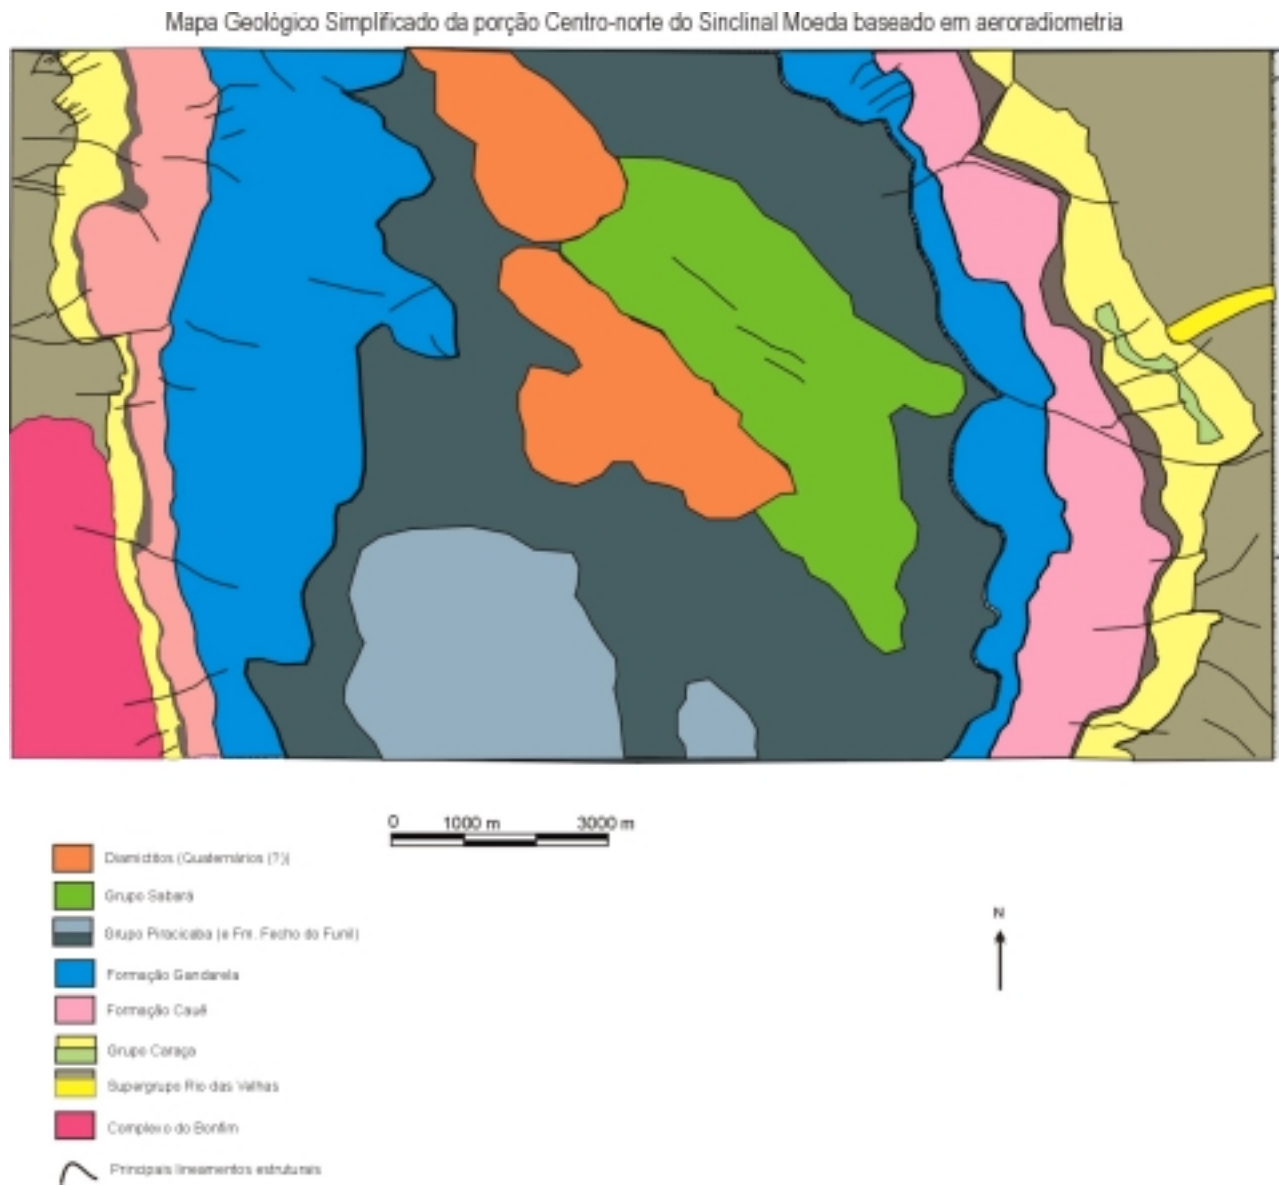 Mapa Geológico Simplificado da porção Centro-norte do Sinclinal Moeda baseado em aeroradiometria
0 1000 m 3000 m
Diamictitos (Quaternários (?))
Grupo Sabará
Grupo Piracicaba (e Fm. Fecho do Funil)
N
Formação Gandarela
Formação Cauê
Grupo Caraça
Supergrupo Rio das Velhas
Complexo do Bonfim
Principais lineamentos estruturais